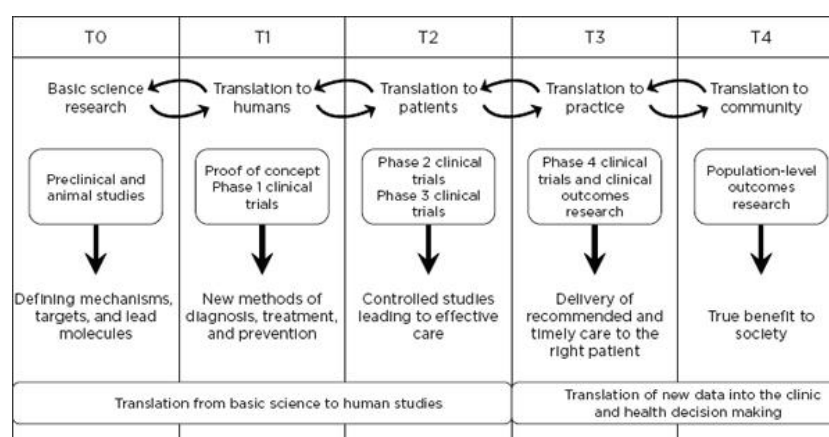 T0
T1
T2
T3
T4
Basic science
research
Translation to
humans
Translation to
patients
Translation to
practice
Translation to
community
Preclinical and
animal studies
Proof of concept
Phase 1 clinical
trials
Phase 2 clinical
trials
Phase 3 clinical
trials
Phase 4 clinical
trials and clinical
outcomes
research
Population-level
outcomes
research
Defining mechanisms,
targets, and lead
molecules
New methods of
diagnosis, treatment,
and prevention
Controlled studies
leading to effective
care
Delivery of
recommended and
timely care to the
right patient
True benefit to
society
Translation from basic science to human studies
Translation of new data into the clinic
and health decision making